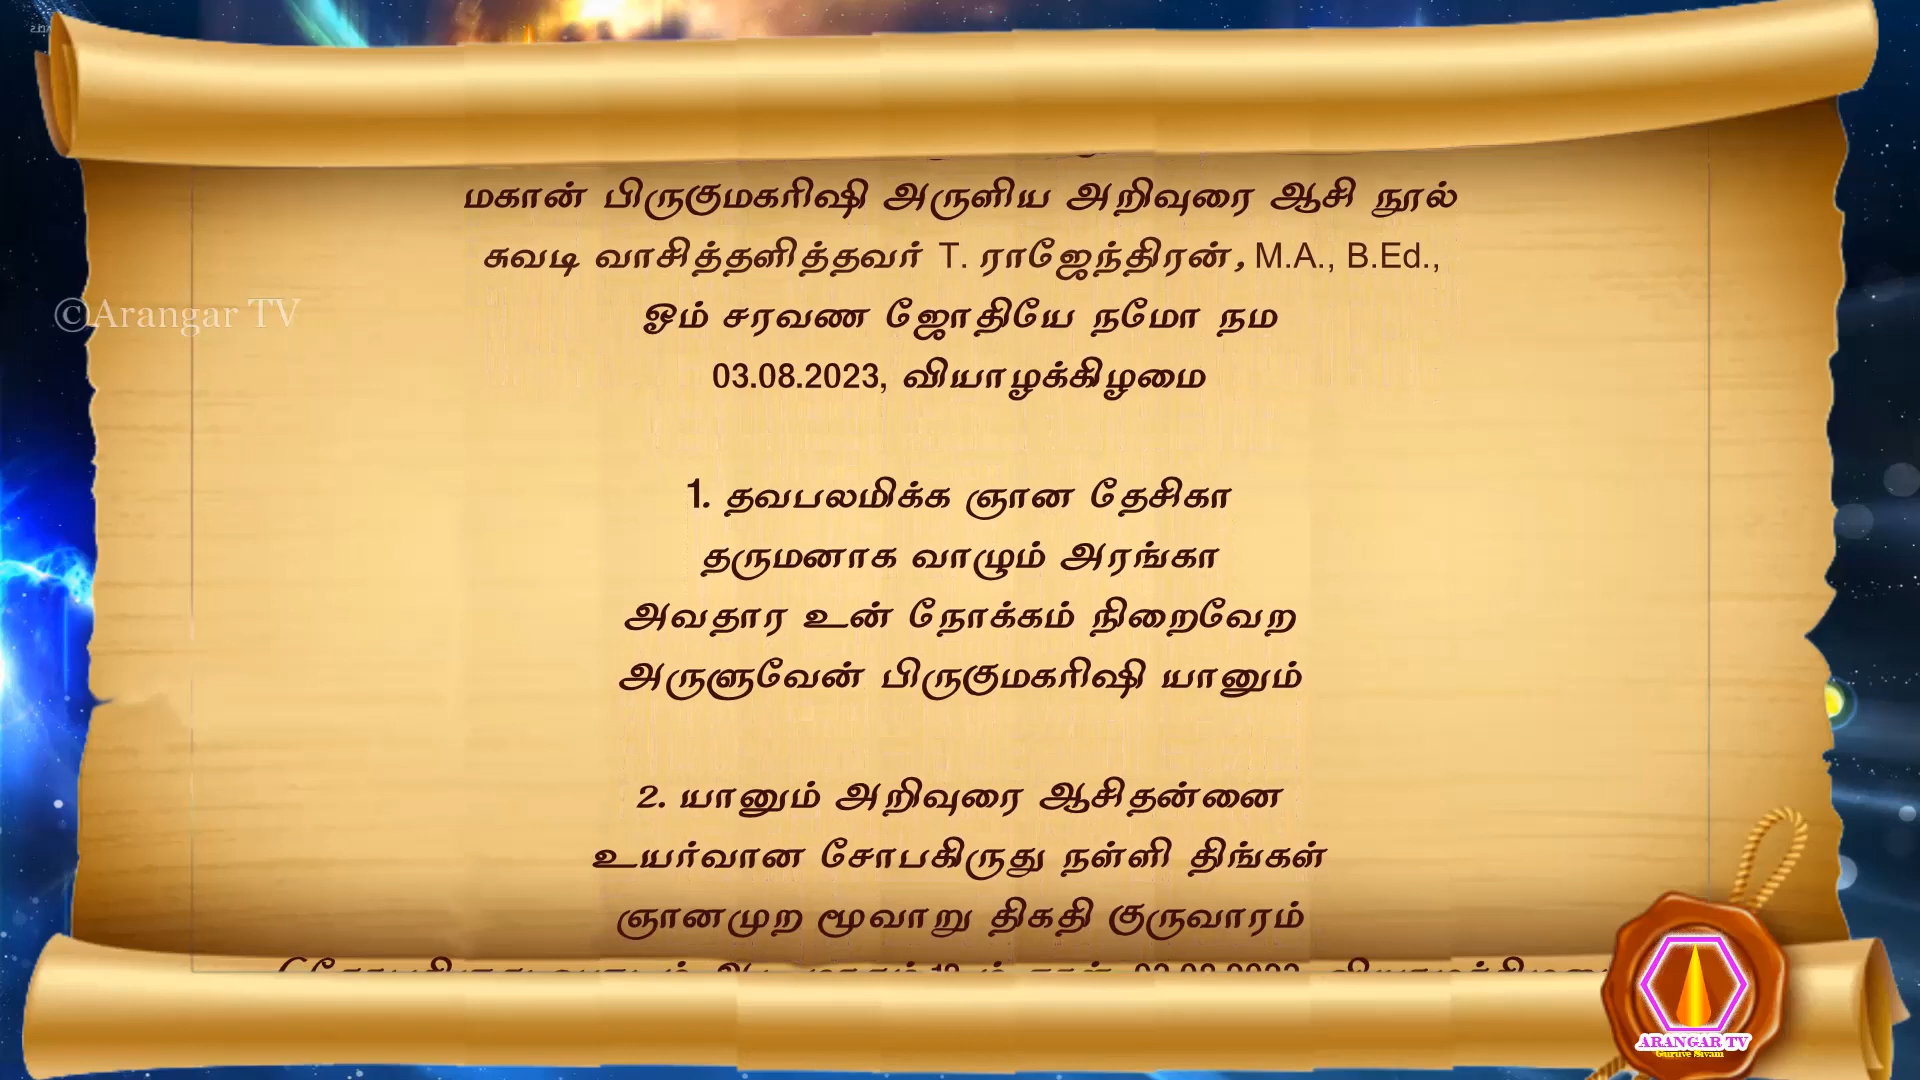 மகான் பிருகுமகரிஷி அருளிய அறிவுரை ஆசி நூல்
சுவடி வாசித்தளித்தவர் T. ராஜேந்திரன், M.A., B.Ed.,
©Arangar TV
ஓம் சரவண ஜோதியே நமோ நம
03.08.2023, வியாழக்கிழமை
1. தவபலமிக்க ஞான தேசிகா
தருமனாக வாழும் அரங்கா
அவதார உன் நோக்கம் நிறைவேற
அருளுவேன் பிருகுமகரிஷி யானும்
2. யானும் அறிவுரை ஆசிதன்னை
உயர்வான சோபகிருது நள்ளி திங்கள்
ஞானமுற மூவாறு திகதி குருவாரம்
ARANGAR TV
Guruve Sivam